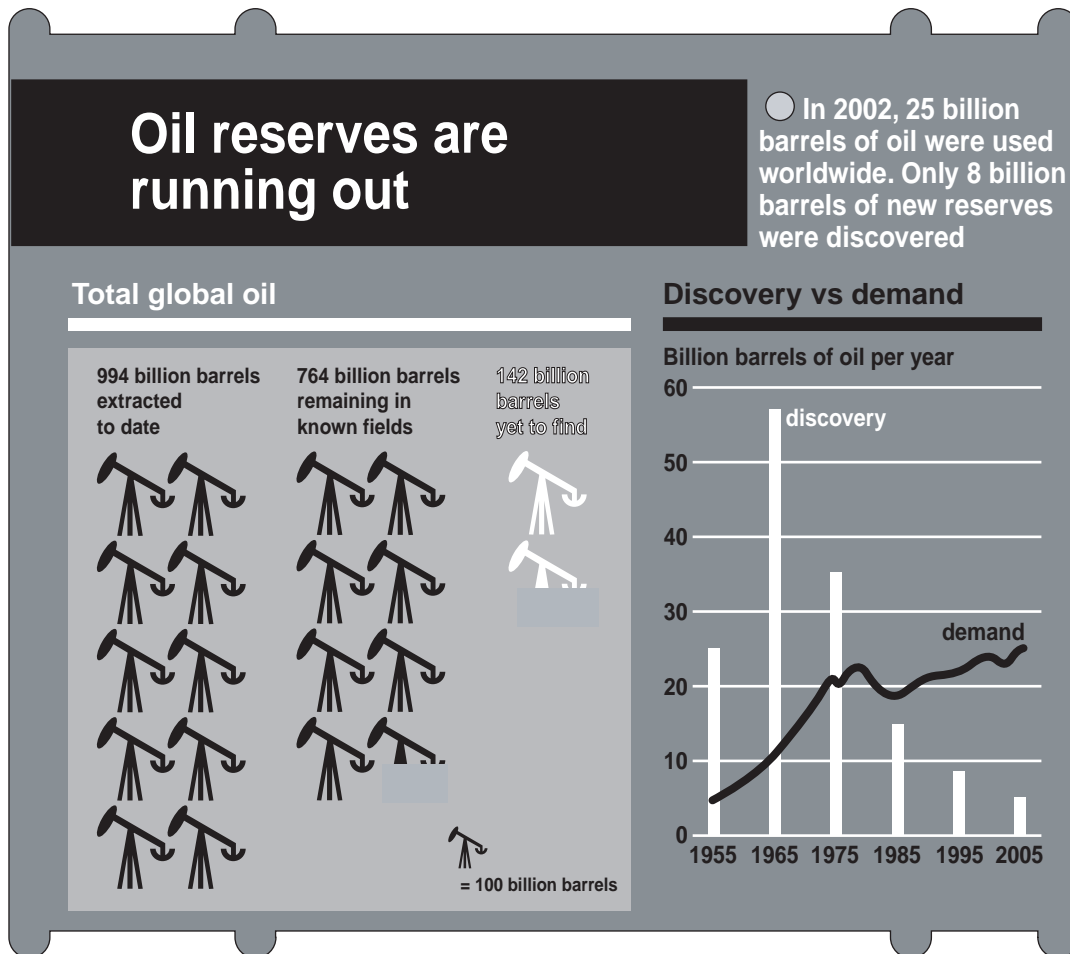 Oil reserves are
running out
In 2002, 25 billion
barrels of oil were used
worldwide. Only 8 billion
barrels of new reserves
were discovered
Total global oil
994 billion barrels
extracted
to date
764 billion barrels
remaining in
known fields
142 billion
barrels
yet to find
= 100 billion barrels
Discovery vs demand
Billion barrels of oil per year
60
discovery
50
40
30
demand
20
10
0
1955 1965 1975 1985 1995 2005